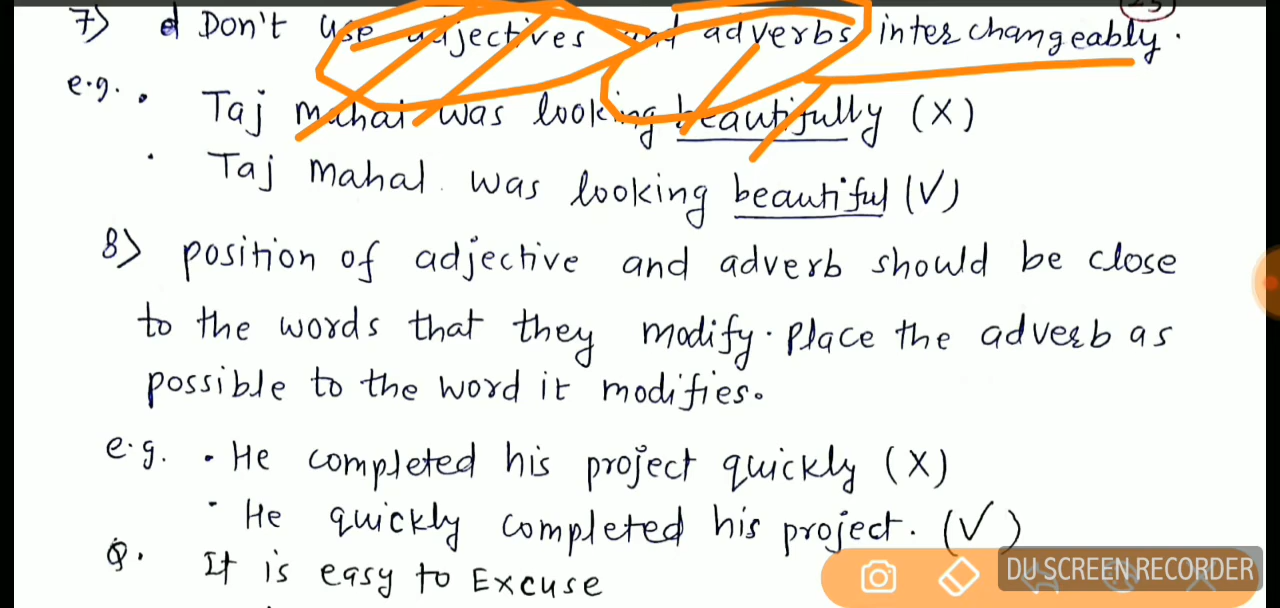 25
7) Don't use adjectives and adverbs interchangeably.
e.g. • Taj mahal was looking beautifully (X)
• Taj mahal. was looking beautiful (√)
8) position of adjective and adverb should be close
to the words that they modify. Place the adverb as
possible to the word it modifies.
e.g. • He completed his project quickly (X)
• He quickly completed his project. (√)
Q. It is easy to Excuse
DU SCREEN RECORDER